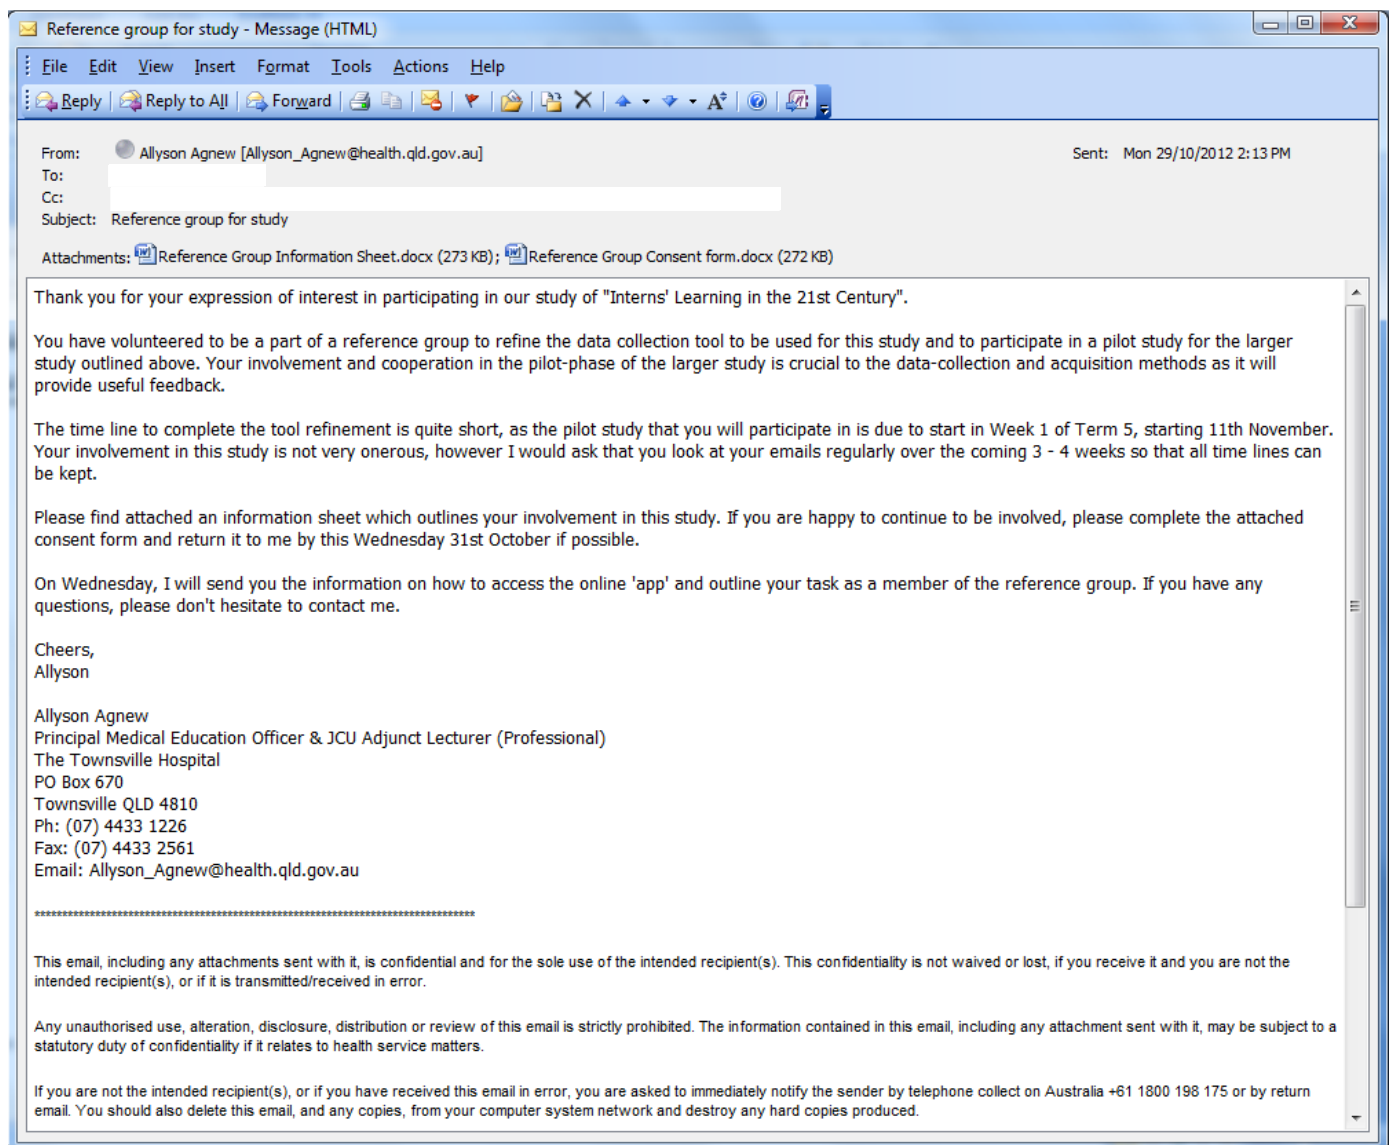 Reference group for study - Message (HTML)
File Edit View Insert Format Tools Actions Help
Reply Reply to All Forward
From: Allyson Agnew [Allyson_Agnew@health.qld.gov.au] Sent: Mon 29/10/2012 2:13 PM
To:
Cc:
Subject: Reference group for study
Attachments: Reference Group Information Sheet.docx (273 KB); Reference Group Consent form.docx (272 KB)
Thank you for your expression of interest in participating in our study of "Interns' Learning in the 21st Century".
You have volunteered to be a part of a reference group to refine the data collection tool to be used for this study and to participate in a pilot study for the larger
study outlined above. Your involvement and cooperation in the pilot-phase of the larger study is crucial to the data-collection and acquisition methods as it will
provide useful feedback.
The time line to complete the tool refinement is quite short, as the pilot study that you will participate in is due to start in Week 1 of Term 5, starting 11th November.
Your involvement in this study is not very onerous, however I would ask that you look at your emails regularly over the coming 3 - 4 weeks so that all time lines can
be kept.
Please find attached an information sheet which outlines your involvement in this study. If you are happy to continue to be involved, please complete the attached
consent form and return it to me by this Wednesday 31st October if possible.
On Wednesday, I will send you the information on how to access the online 'app' and outline your task as a member of the reference group. If you have any
questions, please don't hesitate to contact me.
Cheers,
Allyson
Allyson Agnew
Principal Medical Education Officer & JCU Adjunct Lecturer (Professional)
The Townsville Hospital
PO Box 670
Townsville QLD 4810
Ph: (07) 4433 1226
Fax: (07) 4433 2561
Email: Allyson_Agnew@health.qld.gov.au
********************************************************************************
This email, including any attachments sent with it, is confidential and for the sole use of the intended recipient(s). This confidentiality is not waived or lost, if you receive it and you are not the
intended recipient(s), or if it is transmitted/received in error.
Any unauthorised use, alteration, disclosure, distribution or review of this email is strictly prohibited. The information contained in this email, including any attachment sent with it, may be subject to a
statutory duty of confidentiality if it relates to health service matters.
If you are not the intended recipient(s), or if you have received this email in error, you are asked to immediately notify the sender by telephone collect on Australia +61 1800 198 175 or by return
email. You should also delete this email, and any copies, from your computer system network and destroy any hard copies produced.